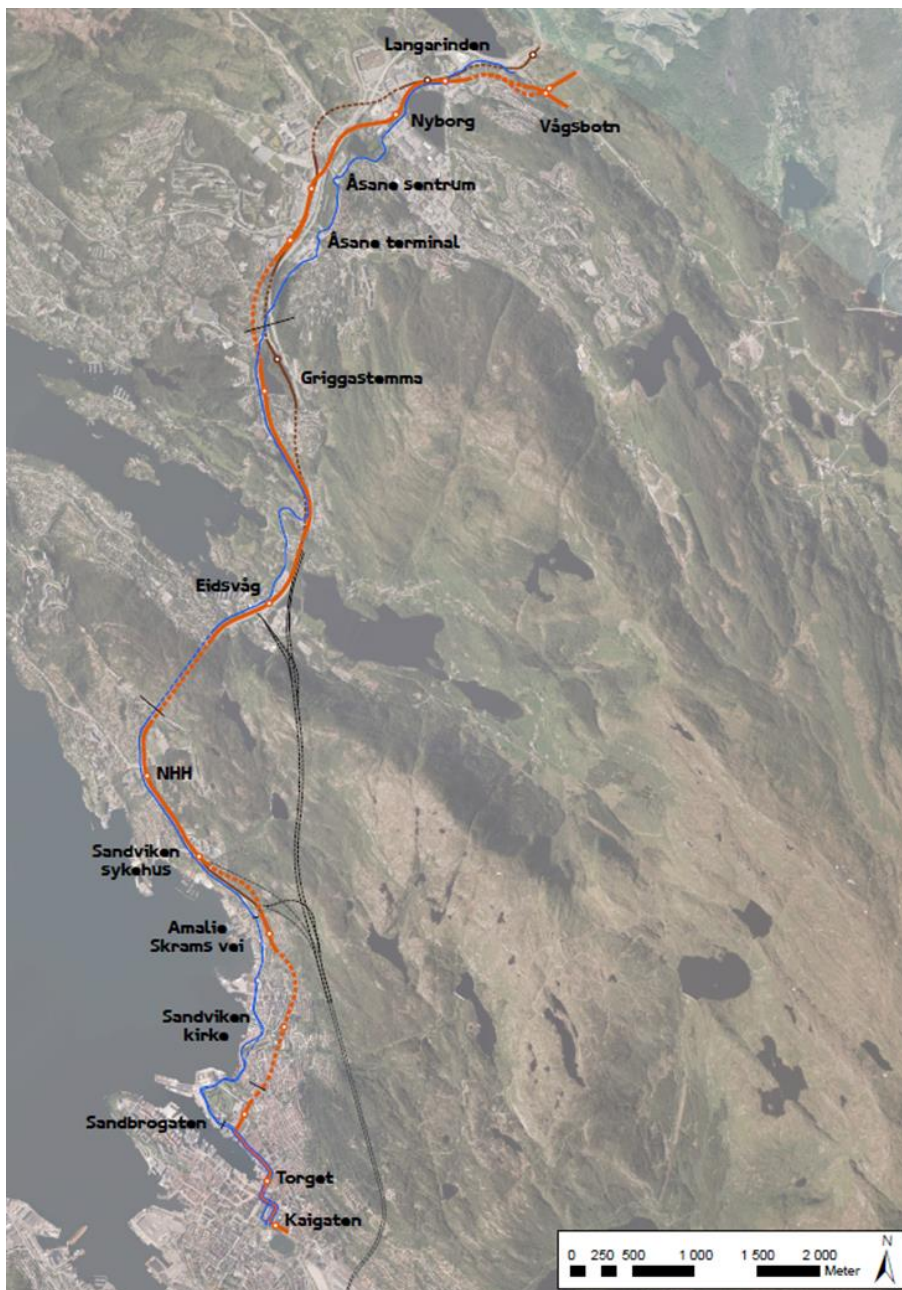 Langarinden
Nyborg
Vågsbotn
Åsane sentrum
Åsane terminal
Griggastemma
Eidsvåg
NHH
Sandviken
sykehus
Amalie
Skrams vei
Sandviken
kirke
Sandbrogaten
Torget
Kaigaten
N
0 250 500 1 000 1 500 2 000
Meter